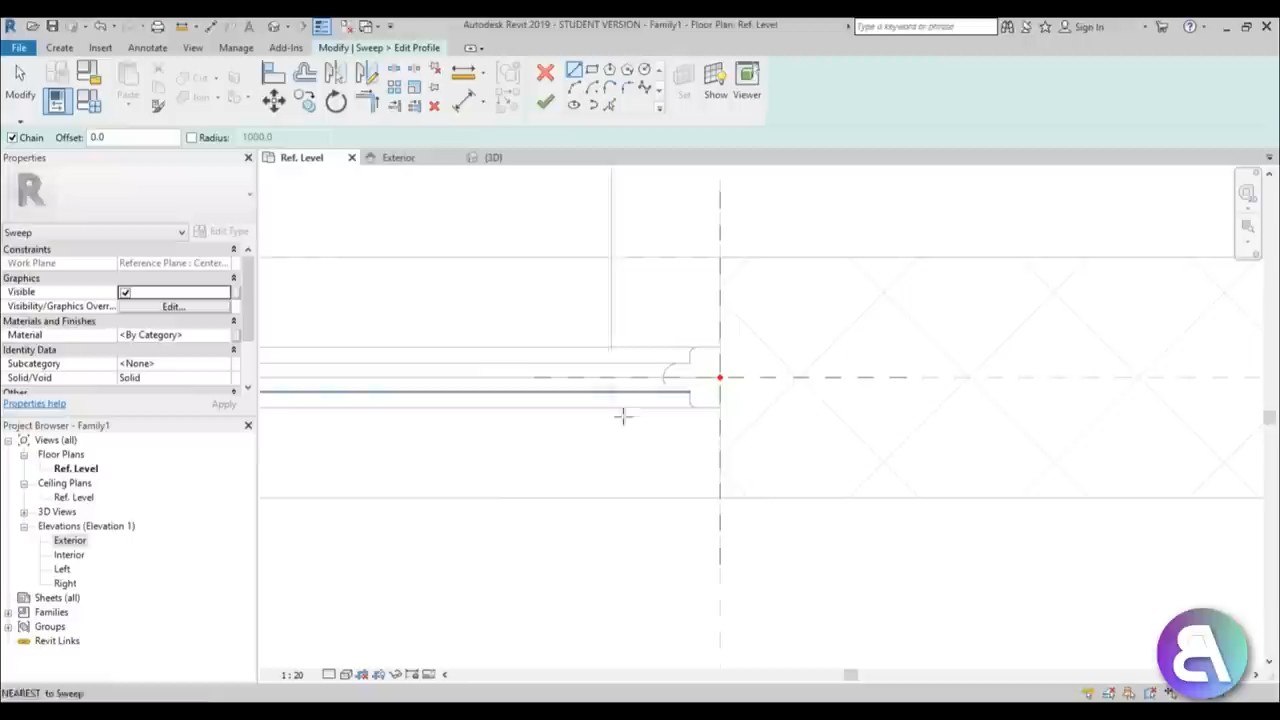 Autodesk Revit 2019 - STUDENT VERSION - Family1 - Floor Plan: Ref. Level
Type a keyword or phrase
Sign In
File Create Insert Annotate View Manage Add-Ins Modify | Sweep > Edit Profile
Cut
Join
Modify Paste Set Show Viewer
Chain Offset: 0.0 Radius: 1000.0
Properties
Ref. Level Exterior {3D}
Sweep Edit Type
Constraints
Work Plane Reference Plane : Center...
Graphics
Visible
Visibility/Graphics Overr... Edit...
Materials and Finishes
Material <By Category>
Identity Data
Subcategory <None>
Solid/Void Solid
Other
Properties help Apply
Project Browser - Family1
Views (all)
Floor Plans
Ref. Level
Ceiling Plans
Ref. Level
3D Views
Elevations (Elevation 1)
Exterior
Interior
Left
Right
Sheets (all)
Families
Groups
Revit Links
1 : 20
NEAREST to Sweep